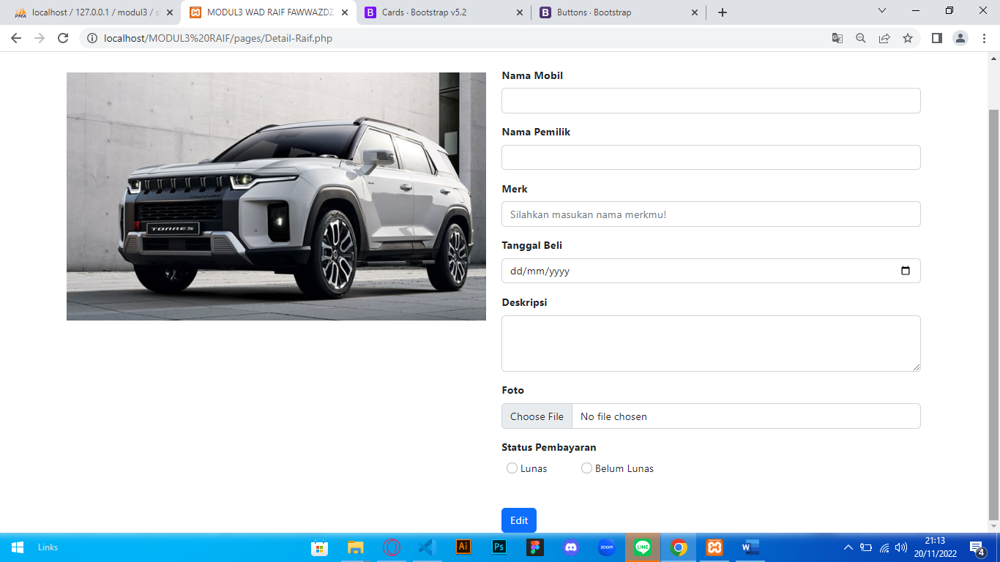 localhost / 127.0.0.1 / modul3 / s
MODUL3 WAD RAIF FAWWAZDZ
Cards · Bootstrap v5.2
Buttons · Bootstrap
localhost/MODUL3%20RAIF/pages/Detail-Raif.php
TORRES
Nama Mobil
Nama Pemilik
Merk
Silahkan masukan nama merkmu!
Tanggal Beli
dd/mm/yyyy
Deskripsi
Foto
Choose File
No file chosen
Status Pembayaran
Lunas
Belum Lunas
Edit
Links
Ai
Ps
zoom
LINE
W
21:13
20/11/2022
4